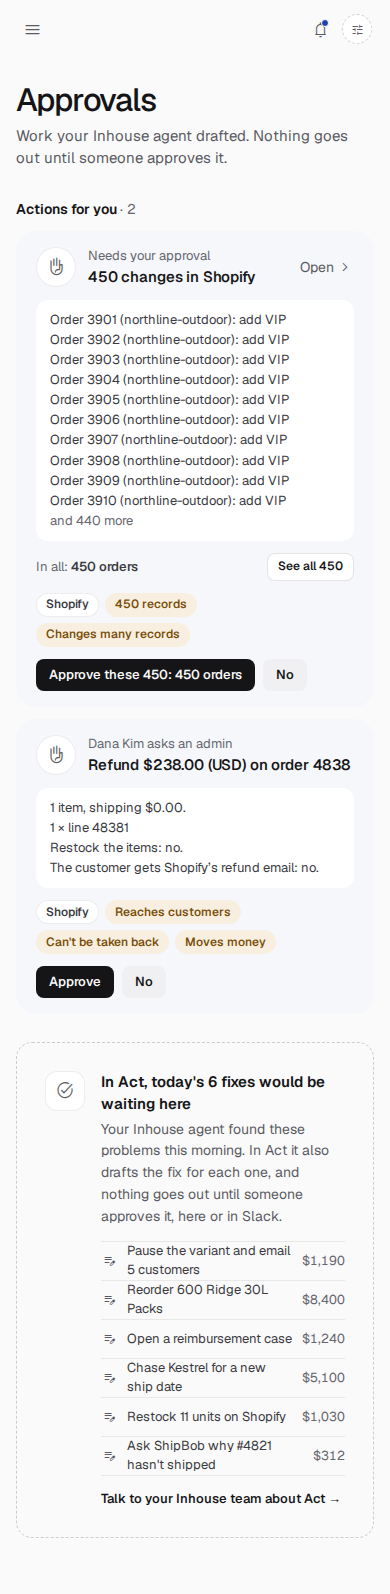 Approvals
Work your Inhouse agent drafted. Nothing goes
out until someone approves it.
Actions for you · 2
Needs your approval
450 changes in Shopify
Open
Order 3901 (northline-outdoor): add VIP
Order 3902 (northline-outdoor): add VIP
Order 3903 (northline-outdoor): add VIP
Order 3904 (northline-outdoor): add VIP
Order 3905 (northline-outdoor): add VIP
Order 3906 (northline-outdoor): add VIP
Order 3907 (northline-outdoor): add VIP
Order 3908 (northline-outdoor): add VIP
Order 3909 (northline-outdoor): add VIP
Order 3910 (northline-outdoor): add VIP
and 440 more
In all: 450 orders
See all 450
Shopify
450 records
Changes many records
Approve these 450: 450 orders
No
Dana Kim asks an admin
Refund $238.00 (USD) on order 4838
1 item, shipping $0.00.
1 × line 48381
Restock the items: no.
The customer gets Shopify's refund email: no.
Shopify
Reaches customers
Can't be taken back
Moves money
Approve
No
In Act, today's 6 fixes would be
waiting here
Your Inhouse agent found these
problems this morning. In Act it also
drafts the fix for each one, and
nothing goes out until someone
approves it, here or in Slack.
Pause the variant and email
5 customers
$1,190
Reorder 600 Ridge 30L
Packs
$8,400
Open a reimbursement case
$1,240
Chase Kestrel for a new
ship date
$5,100
Restock 11 units on Shopify
$1,030
Ask ShipBob why #4821
hasn't shipped
$312
Talk to your Inhouse team about Act →